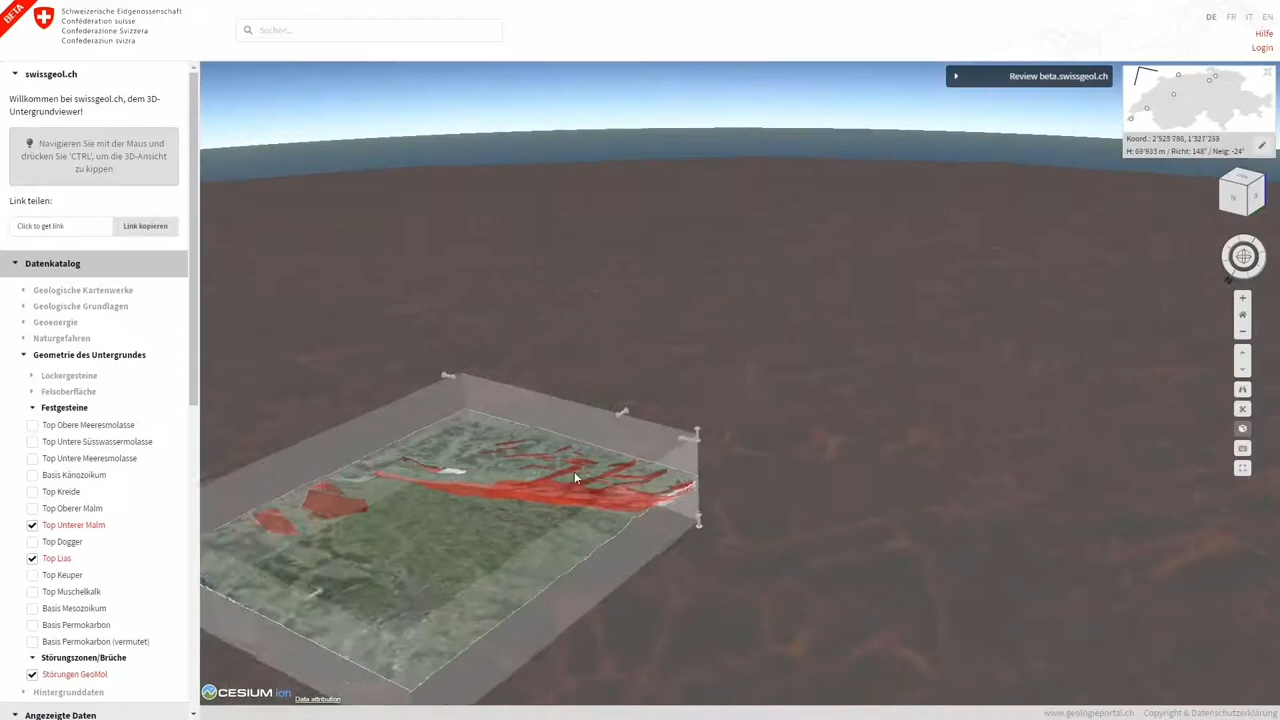 BETA
Schweizerische Eidgenossenschaft
Confédération suisse
Confederazione Svizzera
Confederaziun svizra
Suchen...
DE FR IT EN
Hilfe
Login
swissgeol.ch
Willkommen bei swissgeol.ch, dem 3D-
Untergrundviewer!
Navigieren Sie mit der Maus und
drücken Sie 'CTRL', um die 3D-Ansicht
zu kippen
Link teilen:
Click to get link
Link kopieren
Datenkatalog
Geologische Kartenwerke
Geologische Grundlagen
Geoenergie
Naturgefahren
Geometrie des Untergrundes
Lockergesteine
Felsoberfläche
Festgesteine
Top Obere Meeresmolasse
Top Untere Süsswassermolasse
Top Untere Meeresmolasse
Basis Känozoikum
Top Kreide
Top Oberer Malm
Top Unterer Malm
Top Dogger
Top Lias
Top Keuper
Top Muschelkalk
Basis Mesozoikum
Basis Permokarbon
Basis Permokarbon (vermutet)
Störungszonen/Brüche
Störungen GeoMol
Hintergrunddaten
Angezeigte Daten
Review beta.swissgeol.ch
Koord.: 2'523'788, 1'327'233
H: 69'933 m / Richt: 148° / Neig: -24°
N
CESIUM ion
Data attribution
www.geologieportal.ch
Copyright & Datenschutzerklärung